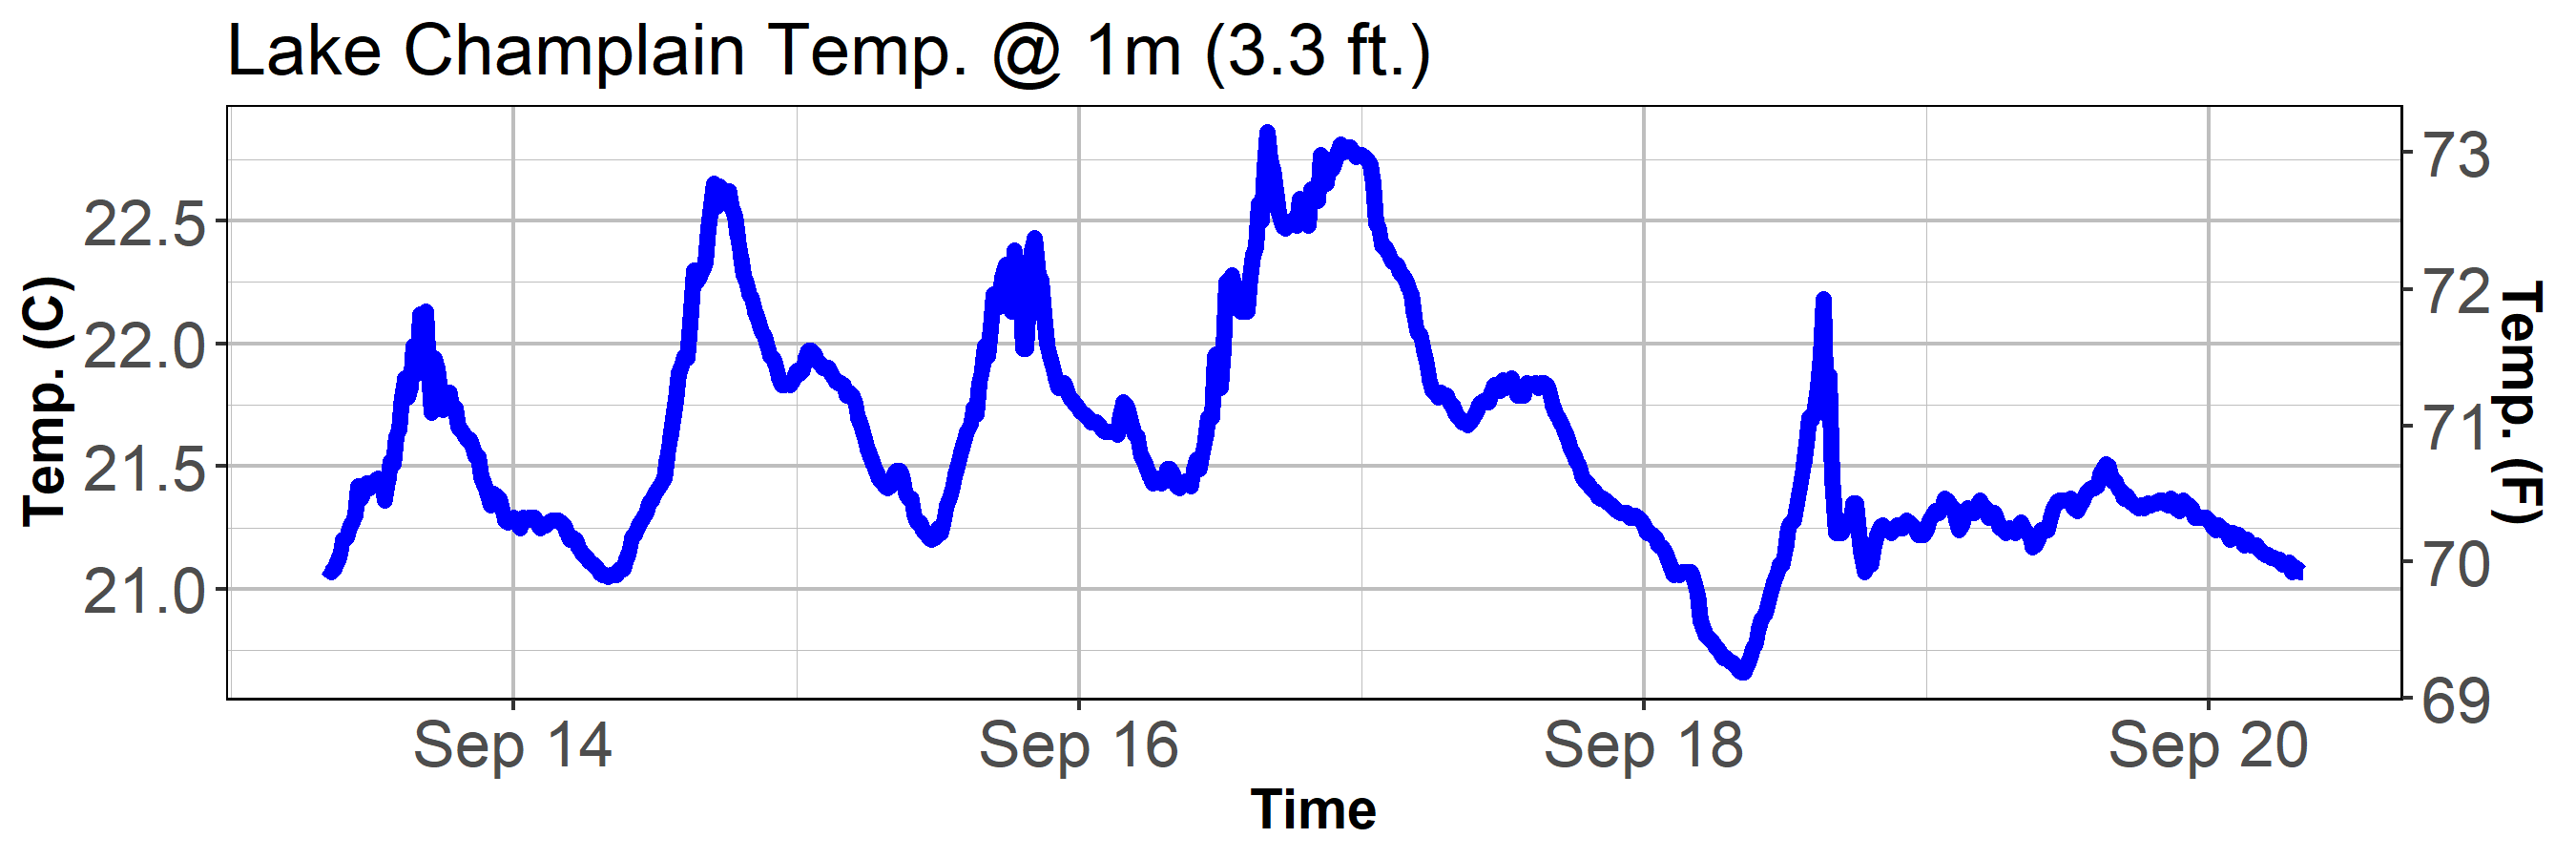 Lake Champlain Temp. @ 1m (3.3 ft.)
Temp. (C)
22.5
22.0
21.5
21.0
73
72
71
70
69
Temp. (F)
Sep 14 Sep 16 Sep 18 Sep 20
Time